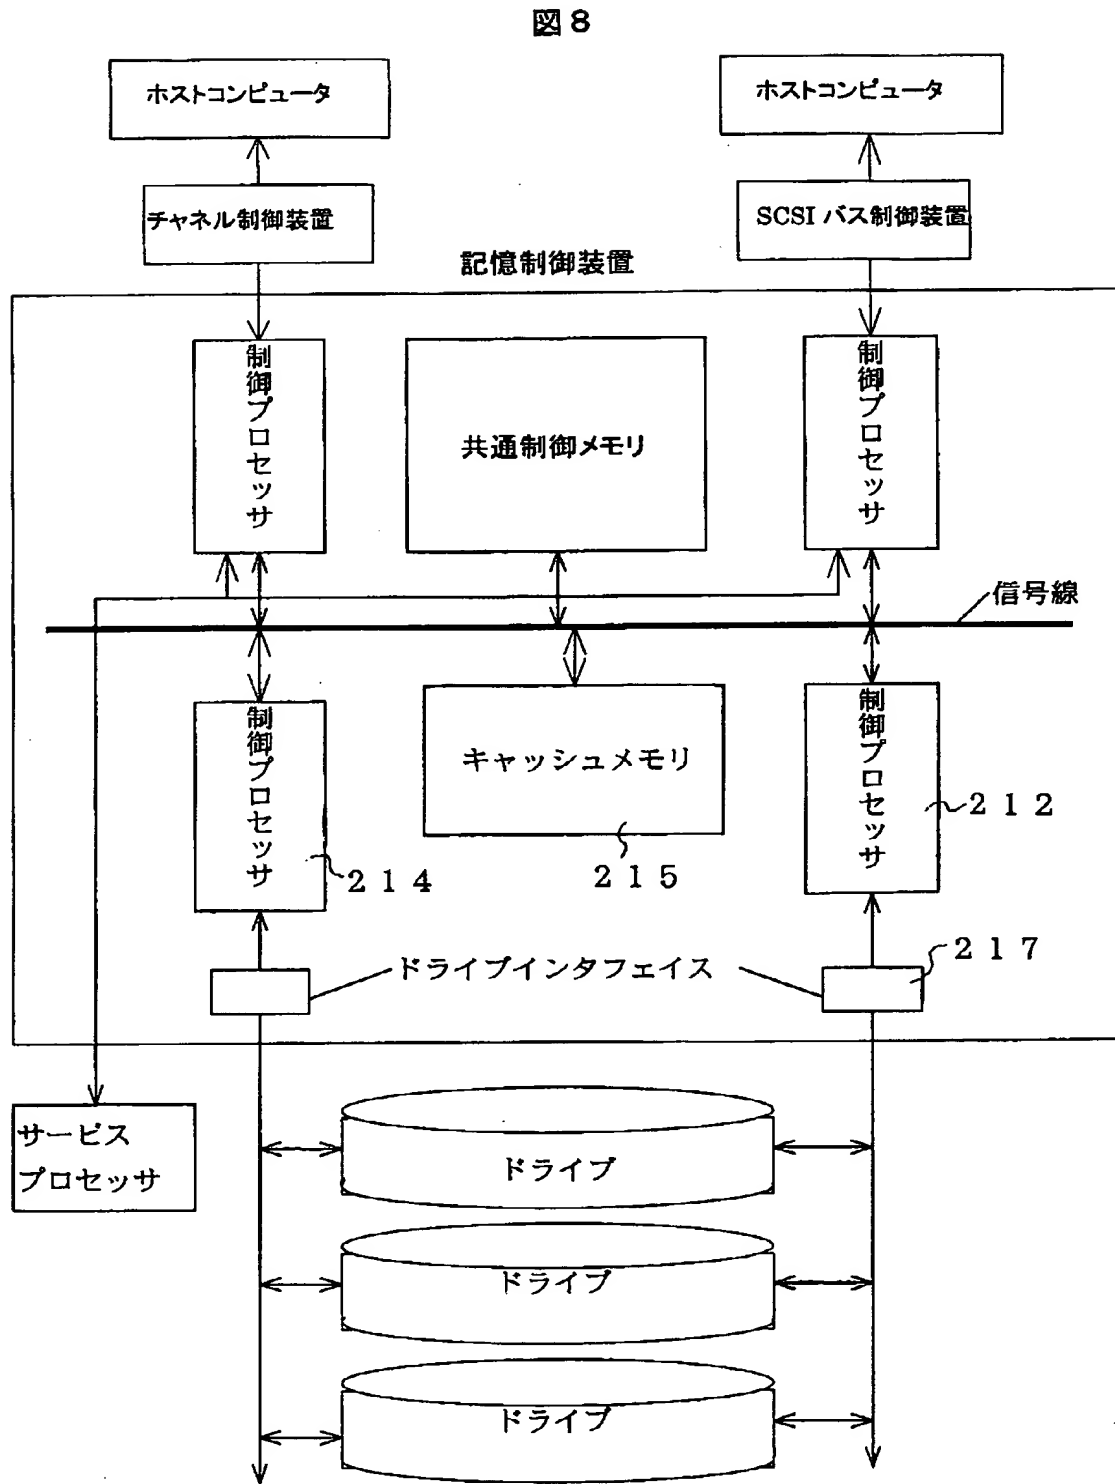 図８
ホストコンピュータ
ホストコンピュータ
チャネル制御装置
SCSI バス制御装置
記憶制御装置
制御プロセッサ
共通制御メモリ
制御プロセッサ
信号線
制御プロセッサ
キャッシュメモリ
制御プロセッサ
２１２
２１４
２１５
ドライブインタフェイス
２１７
サービス
プロセッサ
ドライブ
ドライブ
ドライブ